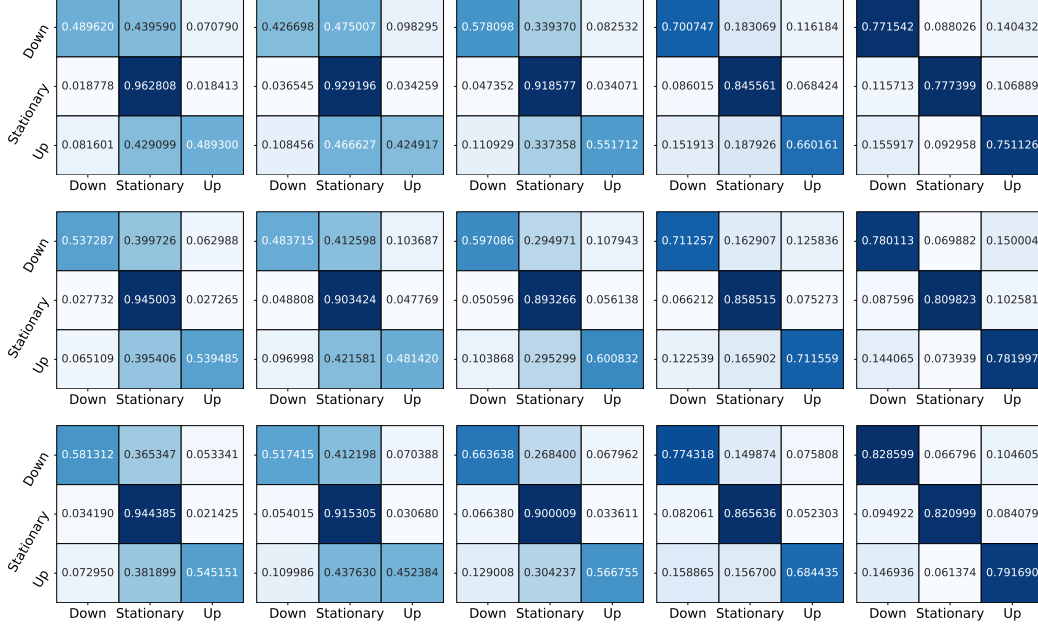 Down 0.489620 0.439590 0.070790 0.426698 0.475007 0.098295 0.578098 0.339370 0.082532 0.700747 0.183069 0.116184 0.771542 0.088026 0.140432
Stationary 0.018778 0.962808 0.018413 0.036545 0.929196 0.034259 0.047352 0.918577 0.034071 0.086015 0.845561 0.068424 0.115713 0.777399 0.106889
Up 0.081601 0.429099 0.489300 0.108456 0.466627 0.424917 0.110929 0.337358 0.551712 0.151913 0.187926 0.660161 0.155917 0.092958 0.751126
Down Stationary Up Down Stationary Up Down Stationary Up Down Stationary Up Down Stationary Up
Down 0.537287 0.399726 0.062988 0.483715 0.412598 0.103687 0.597086 0.294971 0.107943 0.711257 0.162907 0.125836 0.780113 0.069882 0.150004
Stationary 0.027732 0.945003 0.027265 0.048808 0.903424 0.047769 0.050596 0.893266 0.056138 0.066212 0.858515 0.075273 0.087596 0.809823 0.102581
Up 0.065109 0.395406 0.539485 0.096998 0.421581 0.481420 0.103868 0.295299 0.600832 0.122539 0.165902 0.711559 0.144065 0.073939 0.781997
Down Stationary Up Down Stationary Up Down Stationary Up Down Stationary Up Down Stationary Up
Down 0.581312 0.365347 0.053341 0.517415 0.412198 0.070388 0.663638 0.268400 0.067962 0.774318 0.149874 0.075808 0.828599 0.066796 0.104605
Stationary 0.034190 0.944385 0.021425 0.054015 0.915305 0.030680 0.066380 0.900009 0.033611 0.082061 0.865636 0.052303 0.094922 0.820999 0.084079
Up 0.072950 0.381899 0.545151 0.109986 0.437630 0.452384 0.129008 0.304237 0.566755 0.158865 0.156700 0.684435 0.146936 0.061374 0.791690
Down Stationary Up Down Stationary Up Down Stationary Up Down Stationary Up Down Stationary Up